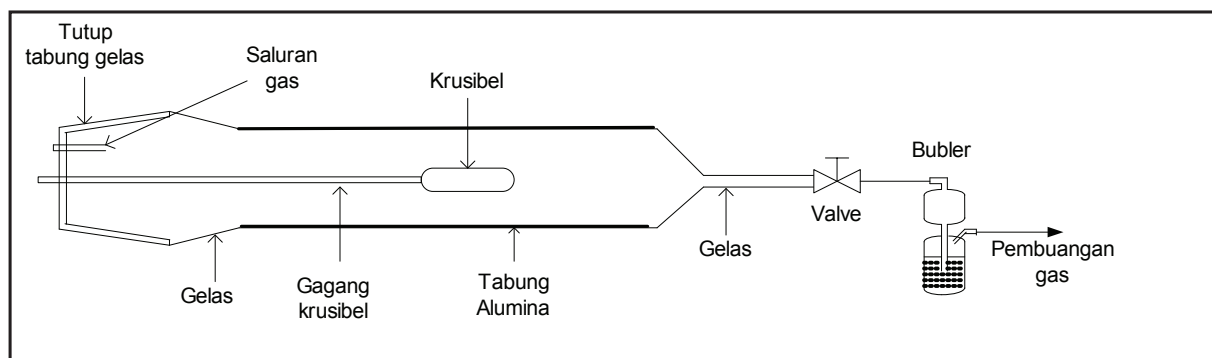 Tutup
tabung gelas
Saluran
gas
Krusibel
Bubler
Valve
Gelas
Pembuangan
gas
Gelas
Gagang
krusibel
Tabung
Alumina